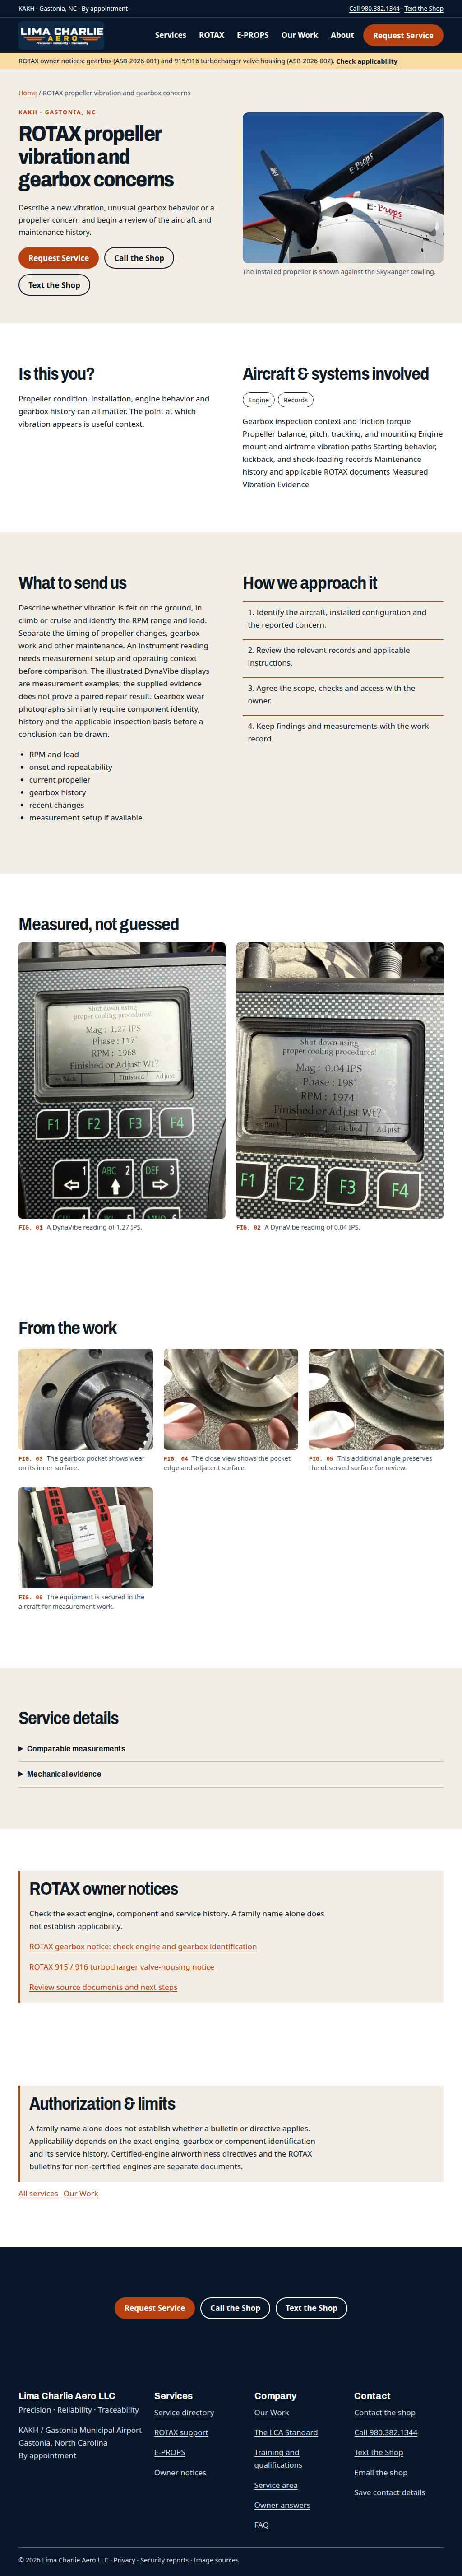 KAKH · Gastonia, NC · By appointment
Call 980.382.1344 · Text the Shop
LIMA CHARLIE
AERO
Precision · Reliability · Traceability
Services ROTAX E-PROPS Our Work About Request Service
ROTAX owner notices: gearbox (ASB-2026-001) and 915/916 turbocharger valve housing (ASB-2026-002). Check applicability
Home / ROTAX propeller vibration and gearbox concerns
KAKH · GASTONIA, NC
ROTAX propeller
vibration and
gearbox concerns
Describe a new vibration, unusual gearbox behavior or a
propeller concern and begin a review of the aircraft and
maintenance history.
Request Service Call the Shop
Text the Shop
E-Props
E-Props
The installed propeller is shown against the SkyRanger cowling.
Is this you?
Propeller condition, installation, engine behavior and
gearbox history can all matter. The point at which
vibration appears is useful context.
Aircraft & systems involved
Engine Records
Gearbox inspection context and friction torque
Propeller balance, pitch, tracking, and mounting Engine
mount and airframe vibration paths Starting behavior,
kickback, and shock-loading records Maintenance
history and applicable ROTAX documents Measured
Vibration Evidence
What to send us
Describe whether vibration is felt on the ground, in
climb or cruise and identify the RPM range and load.
Separate the timing of propeller changes, gearbox
work and other maintenance. An instrument reading
needs measurement setup and operating context
before comparison. The illustrated DynaVibe displays
are measurement examples; the supplied evidence
does not prove a paired repair result. Gearbox wear
photographs similarly require component identity,
history and the applicable inspection basis before a
conclusion can be drawn.
• RPM and load
• onset and repeatability
• current propeller
• gearbox history
• recent changes
• measurement setup if available.
How we approach it
1. Identify the aircraft, installed configuration and
the reported concern.
2. Review the relevant records and applicable
instructions.
3. Agree the scope, checks and access with the
owner.
4. Keep findings and measurements with the work
record.
Measured, not guessed
Shut down using
proper cooling procedures!
Mag : 1.27 IPS
Phase : 117°
RPM : 1968
Finished or Adjust Wt?
<- Back Finished Adjust
F1 F2 F3 F4
1 ABC 2 DEF 3
GHI 4 JKL 5 MNO 6
FIG. 01 A DynaVibe reading of 1.27 IPS.
Shut down using
proper cooling procedures!
Mag : 0.04 IPS
Phase : 198°
RPM : 1974
Finished or Adjust Wt?
<- Back Finished Adjust
F1 F2 F3 F4
FIG. 02 A DynaVibe reading of 0.04 IPS.
From the work
FIG. 03 The gearbox pocket shows wear
on its inner surface.
FIG. 04 The close view shows the pocket
edge and adjacent surface.
FIG. 05 This additional angle preserves
the observed surface for review.
FIG. 06 The equipment is secured in the
aircraft for measurement work.
Service details
Comparable measurements
Mechanical evidence
ROTAX owner notices
Check the exact engine, component and service history. A family name alone does
not establish applicability.
ROTAX gearbox notice: check engine and gearbox identification
ROTAX 915 / 916 turbocharger valve-housing notice
Review source documents and next steps
Authorization & limits
A family name alone does not establish whether a bulletin or directive applies.
Applicability depends on the exact engine, gearbox or component identification
and its service history. Certified-engine airworthiness directives and the ROTAX
bulletins for non-certified engines are separate documents.
All services Our Work
Request Service Call the Shop Text the Shop
Lima Charlie Aero LLC
Precision · Reliability · Traceability
KAKH / Gastonia Municipal Airport
Gastonia, North Carolina
By appointment
Services
Service directory
ROTAX support
E-PROPS
Owner notices
Company
Our Work
The LCA Standard
Training and
qualifications
Service area
Owner answers
FAQ
Contact
Contact the shop
Call 980.382.1344
Text the Shop
Email the shop
Save contact details
© 2026 Lima Charlie Aero LLC · Privacy · Security reports · Image sources